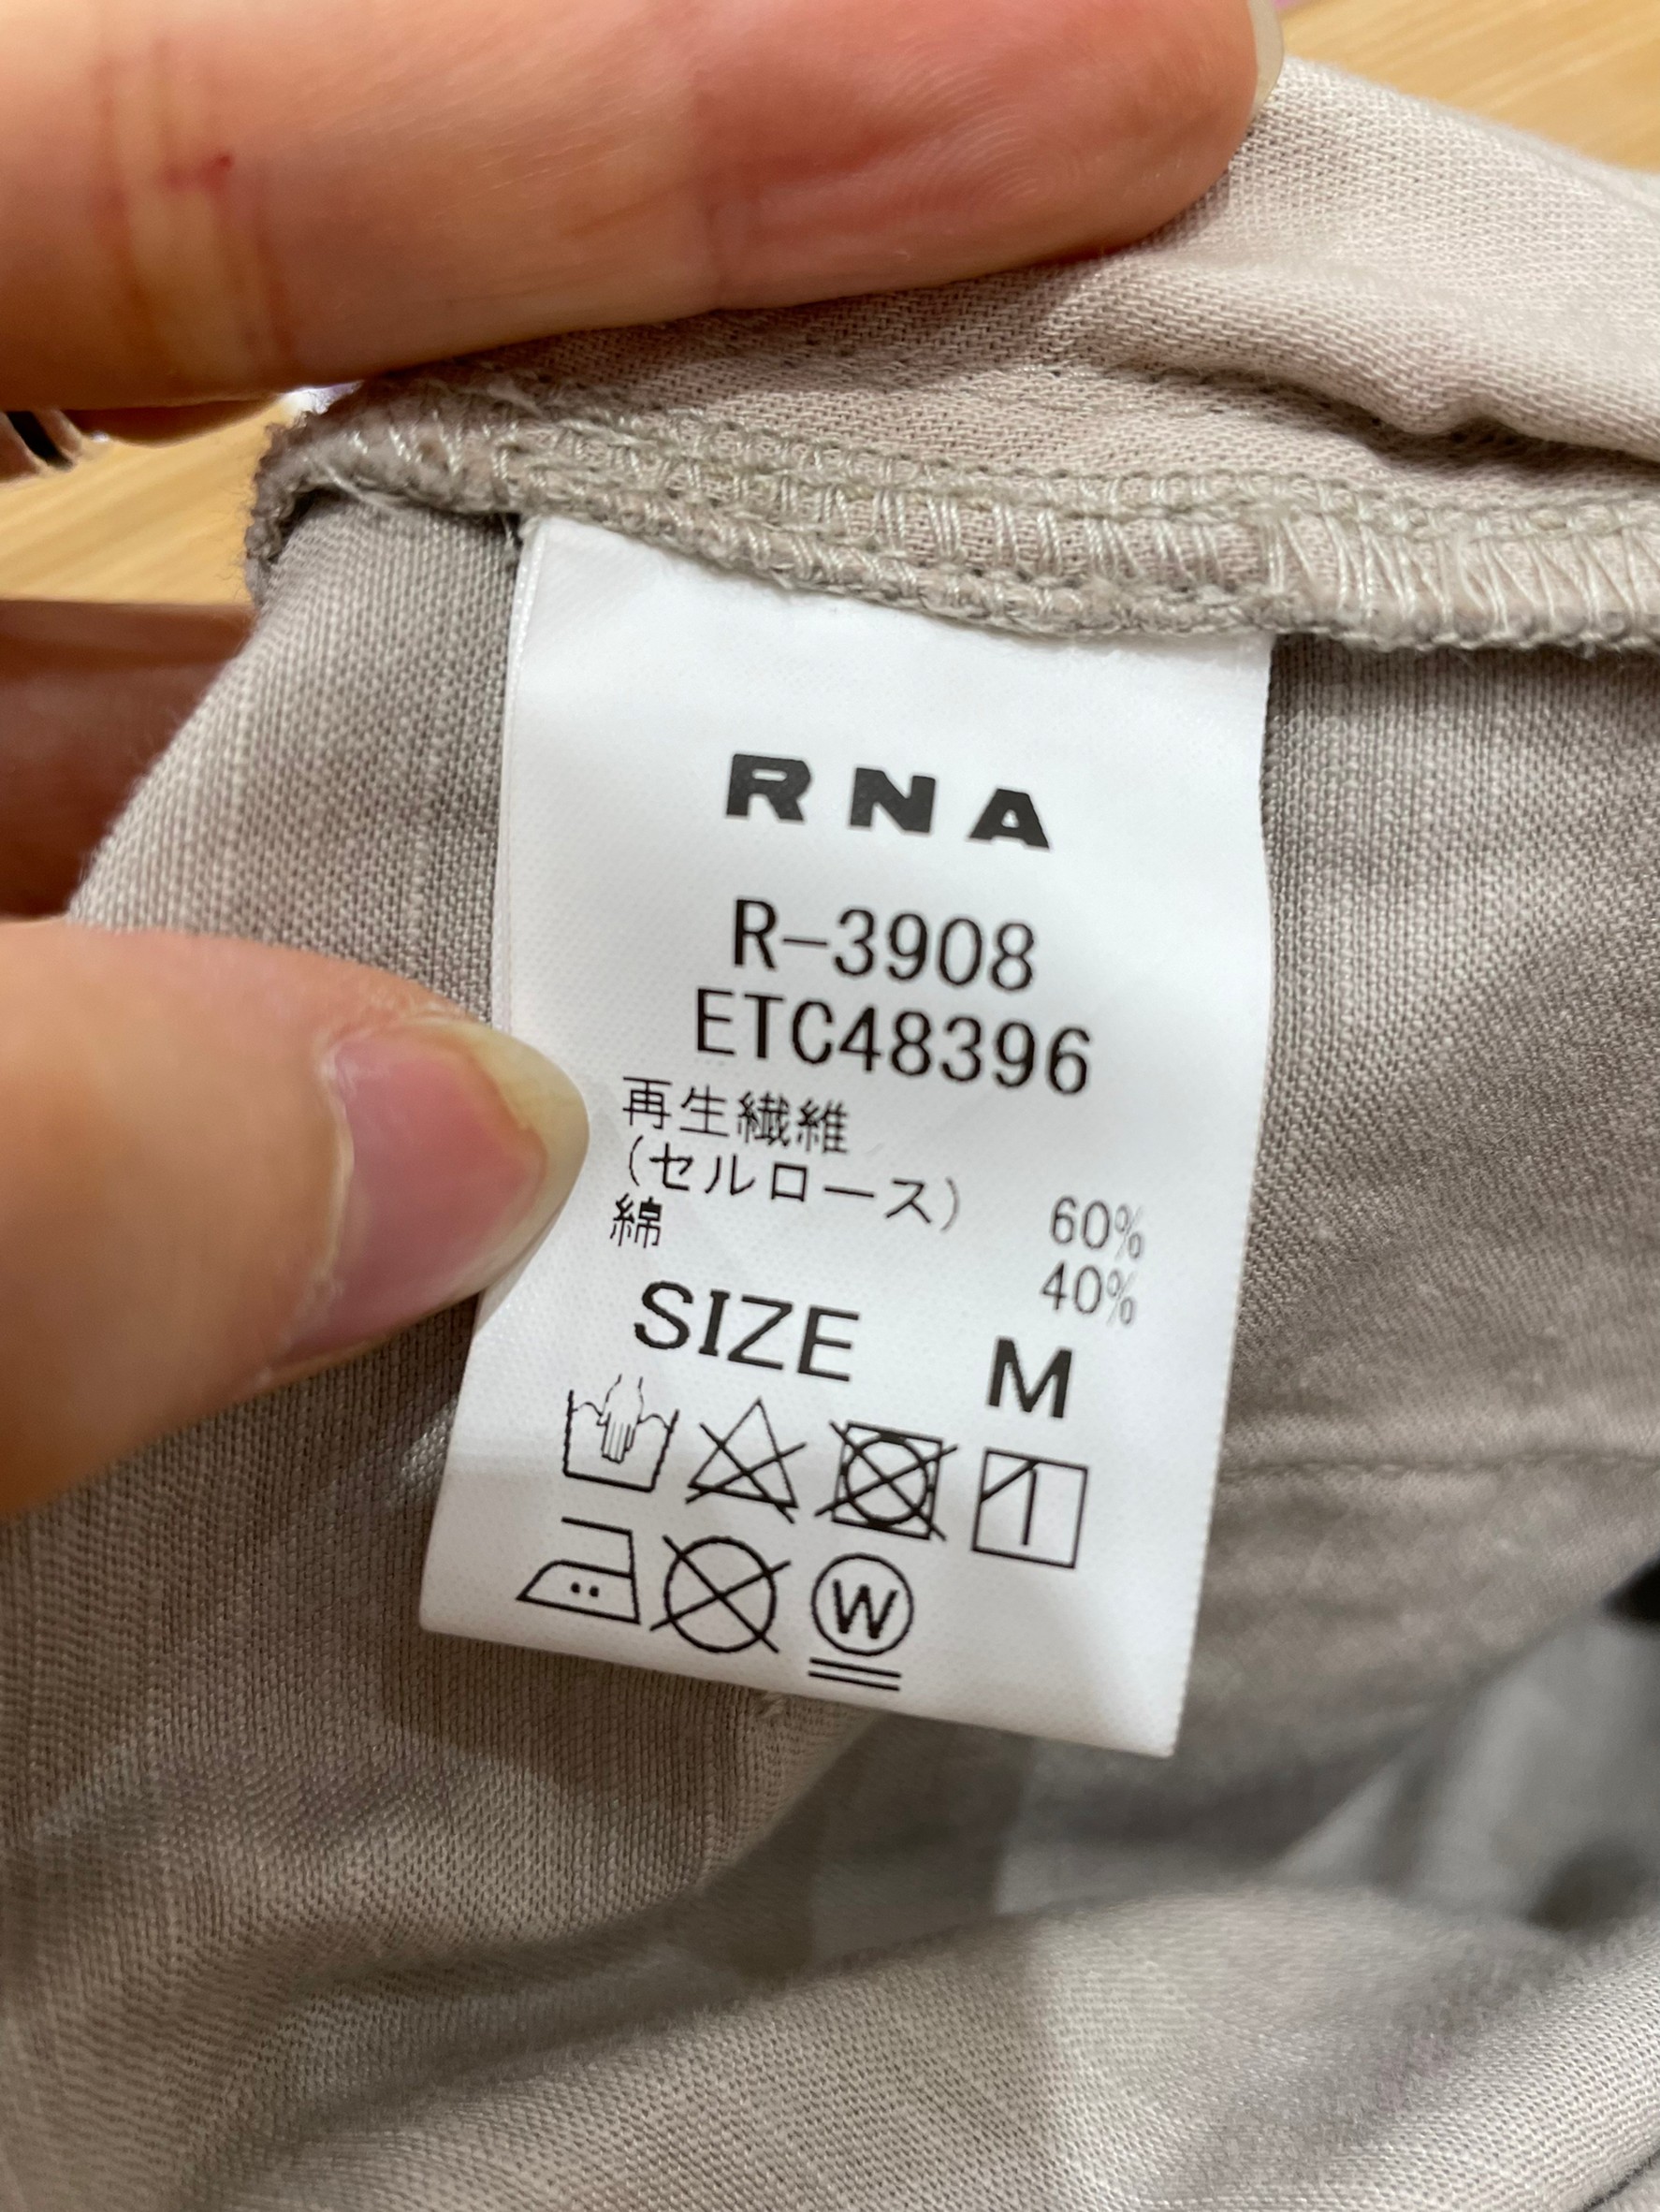 RNA
R-3908
ETC48396
再生繊維
(セルロース) 60%
綿 40%
SIZE M
W